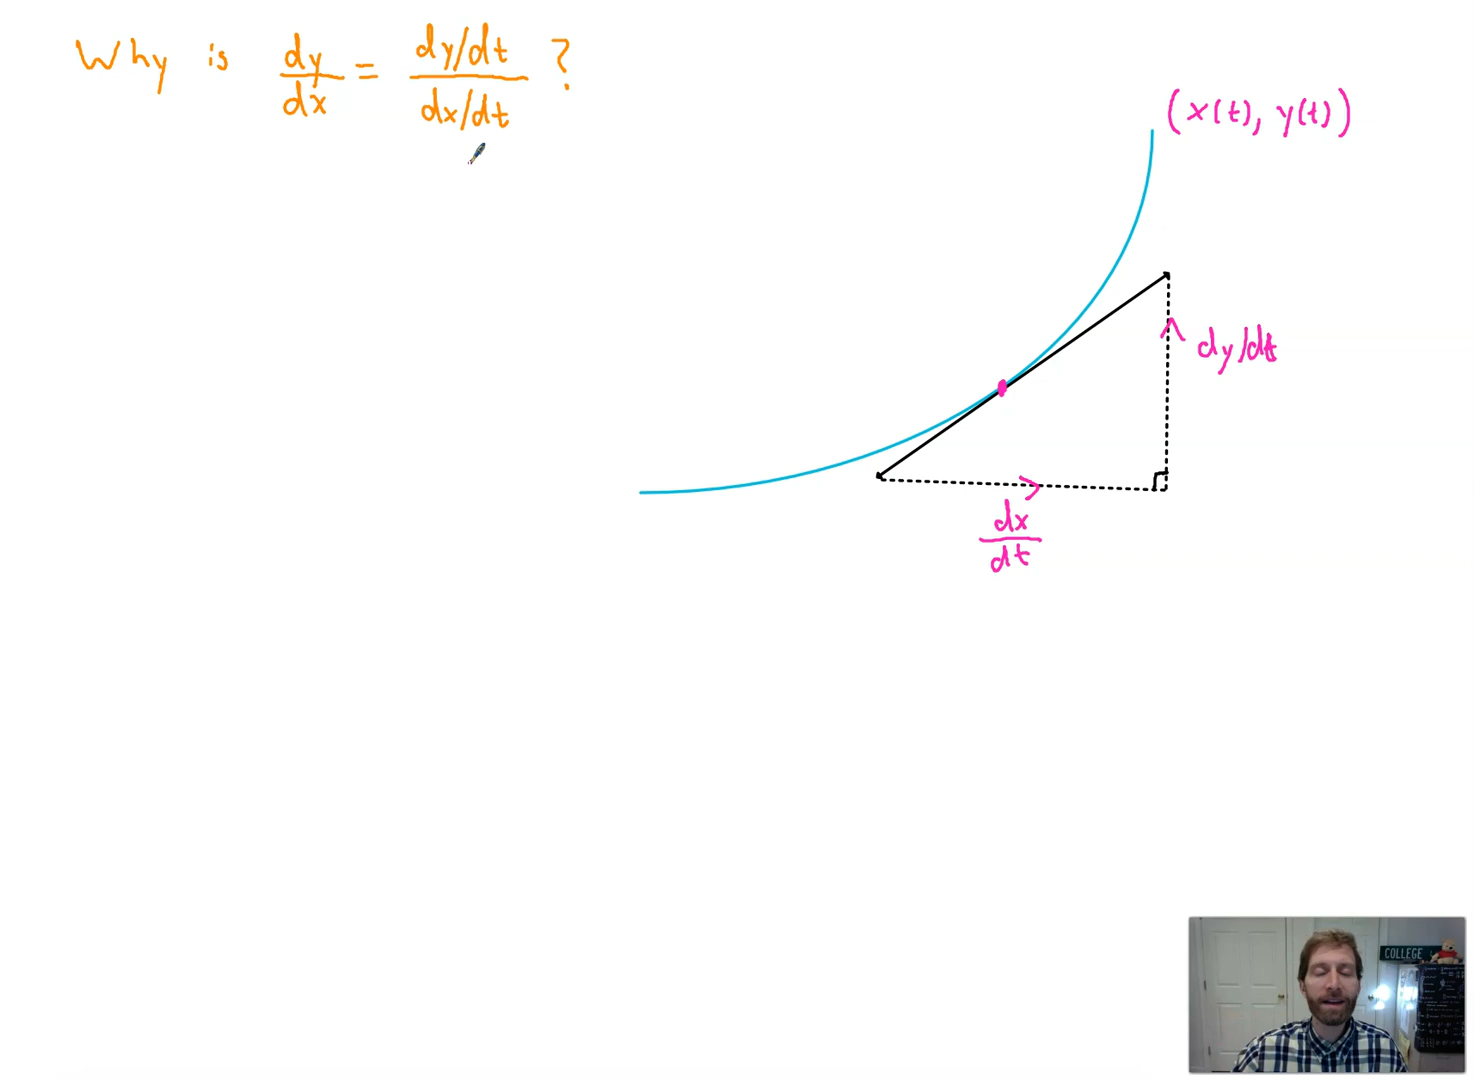 Why is dy/dx = (dy/dt)/(dx/dt) ?
(x(t), y(t))
dy/dt
dx/dt
COLLEGE